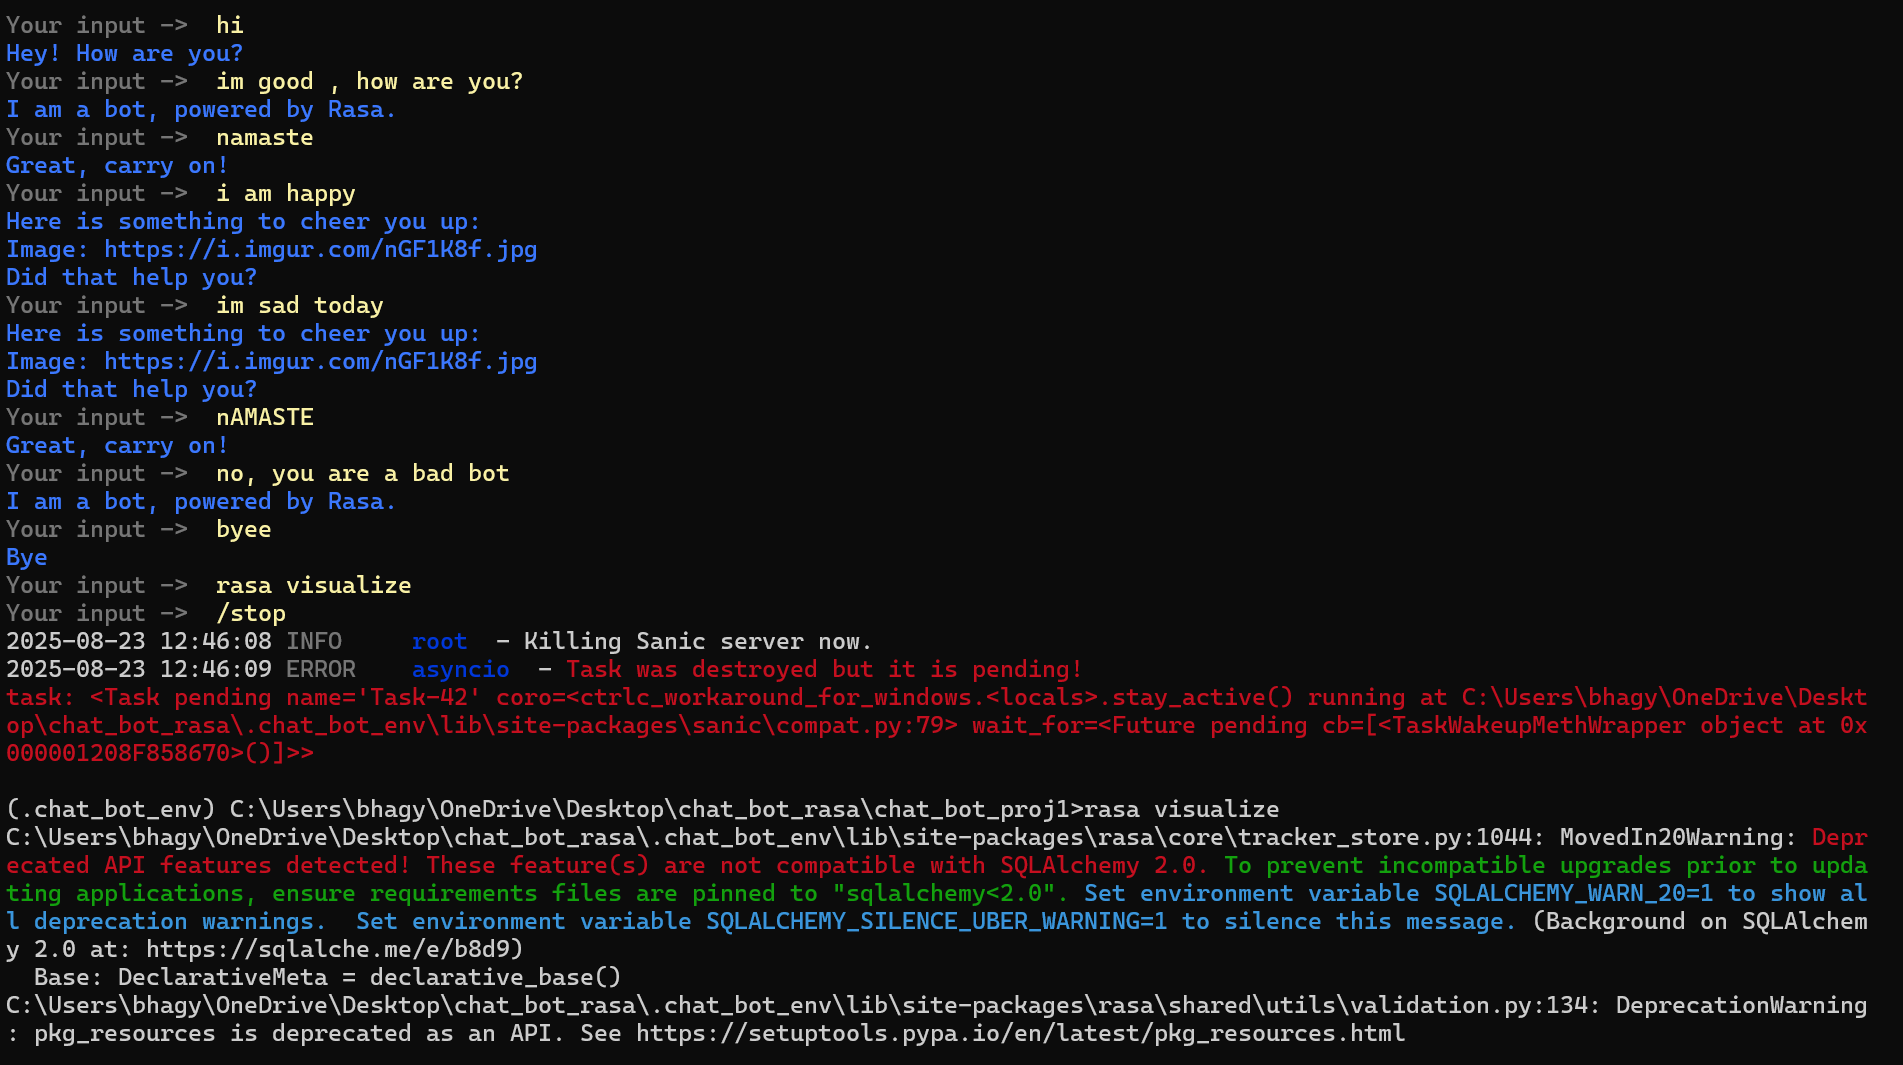 Your input ->  hi
Hey! How are you?
Your input ->  im good , how are you?
I am a bot, powered by Rasa.
Your input ->  namaste
Great, carry on!
Your input ->  i am happy
Here is something to cheer you up:
Image: https://i.imgur.com/nGF1K8f.jpg
Did that help you?
Your input ->  im sad today
Here is something to cheer you up:
Image: https://i.imgur.com/nGF1K8f.jpg
Did that help you?
Your input ->  nAMASTE
Great, carry on!
Your input ->  no, you are a bad bot
I am a bot, powered by Rasa.
Your input ->  byee
Bye
Your input ->  rasa visualize
Your input ->  /stop
2025-08-23 12:46:08 INFO     root  - Killing Sanic server now.
2025-08-23 12:46:09 ERROR    asyncio  - Task was destroyed but it is pending!
task: <Task pending name='Task-42' coro=<ctrlc_workaround_for_windows.<locals>.stay_active() running at C:\Users\bhagy\OneDrive\Deskt
op\chat_bot_rasa\.chat_bot_env\lib\site-packages\sanic\compat.py:79> wait_for=<Future pending cb=[<TaskWakeupMethWrapper object at 0x
000001208F858670>()]>>
(.chat_bot_env) C:\Users\bhagy\OneDrive\Desktop\chat_bot_rasa\chat_bot_proj1>rasa visualize
C:\Users\bhagy\OneDrive\Desktop\chat_bot_rasa\.chat_bot_env\lib\site-packages\rasa\core\tracker_store.py:1044: MovedIn20Warning: Depr
ecated API features detected! These feature(s) are not compatible with SQLAlchemy 2.0. To prevent incompatible upgrades prior to upda
ting applications, ensure requirements files are pinned to "sqlalchemy<2.0". Set environment variable SQLALCHEMY_WARN_20=1 to show al
l deprecation warnings.  Set environment variable SQLALCHEMY_SILENCE_UBER_WARNING=1 to silence this message. (Background on SQLAlchem
y 2.0 at: https://sqlalche.me/e/b8d9)
  Base: DeclarativeMeta = declarative_base()
C:\Users\bhagy\OneDrive\Desktop\chat_bot_rasa\.chat_bot_env\lib\site-packages\rasa\shared\utils\validation.py:134: DeprecationWarning
: pkg_resources is deprecated as an API. See https://setuptools.pypa.io/en/latest/pkg_resources.html